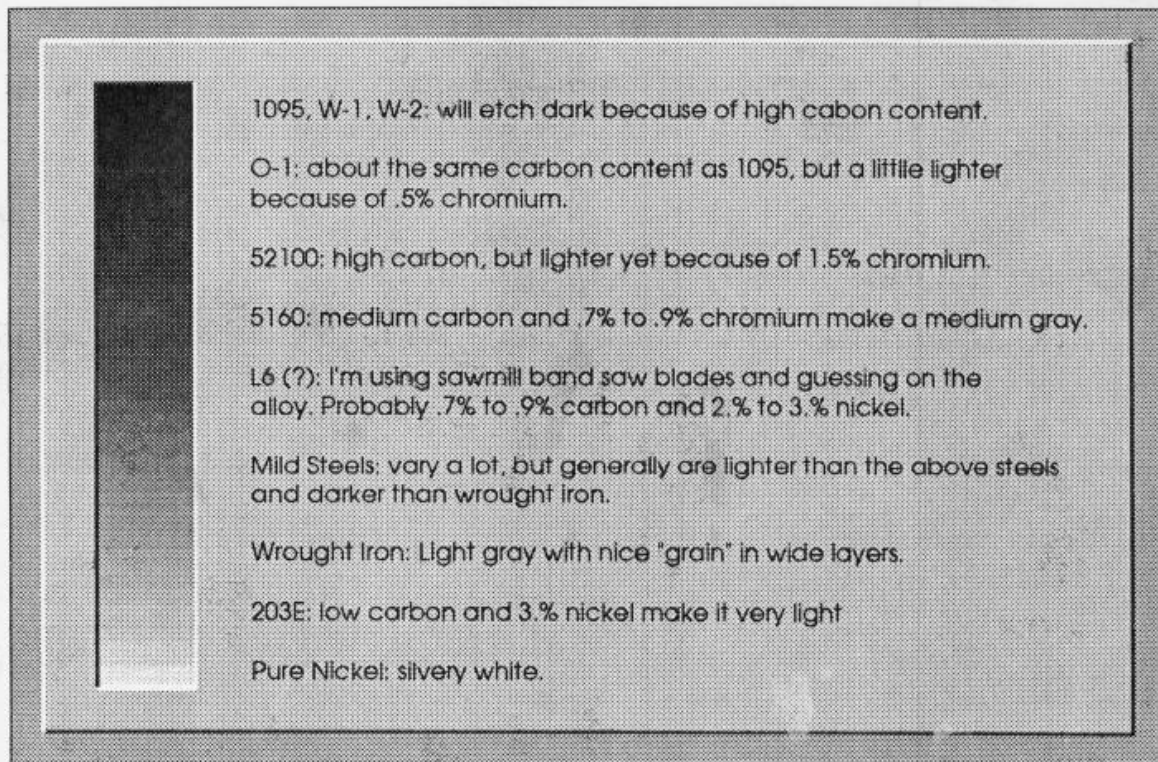 1095, W-1, W-2: will etch dark because of high cabon content.
O-1: about the same carbon content as 1095, but a littlle lighter
because of .5% chromium.
52100: high carbon, but lighter yet because of 1.5% chromium.
5160: medium carbon and .7% to .9% chromium make a medium gray.
L6 (?): I'm using sawmill band saw blades and guessing on the
alloy. Probably .7% to .9% carbon and 2.% to 3.% nickel.
Mild Steels: vary a lot, but generally are lighter than the above steels
and darker than wrought iron.
Wrought Iron: Light gray with nice "grain" in wide layers.
203E: low carbon and 3.% nickel make it very light
Pure Nickel: silvery white.